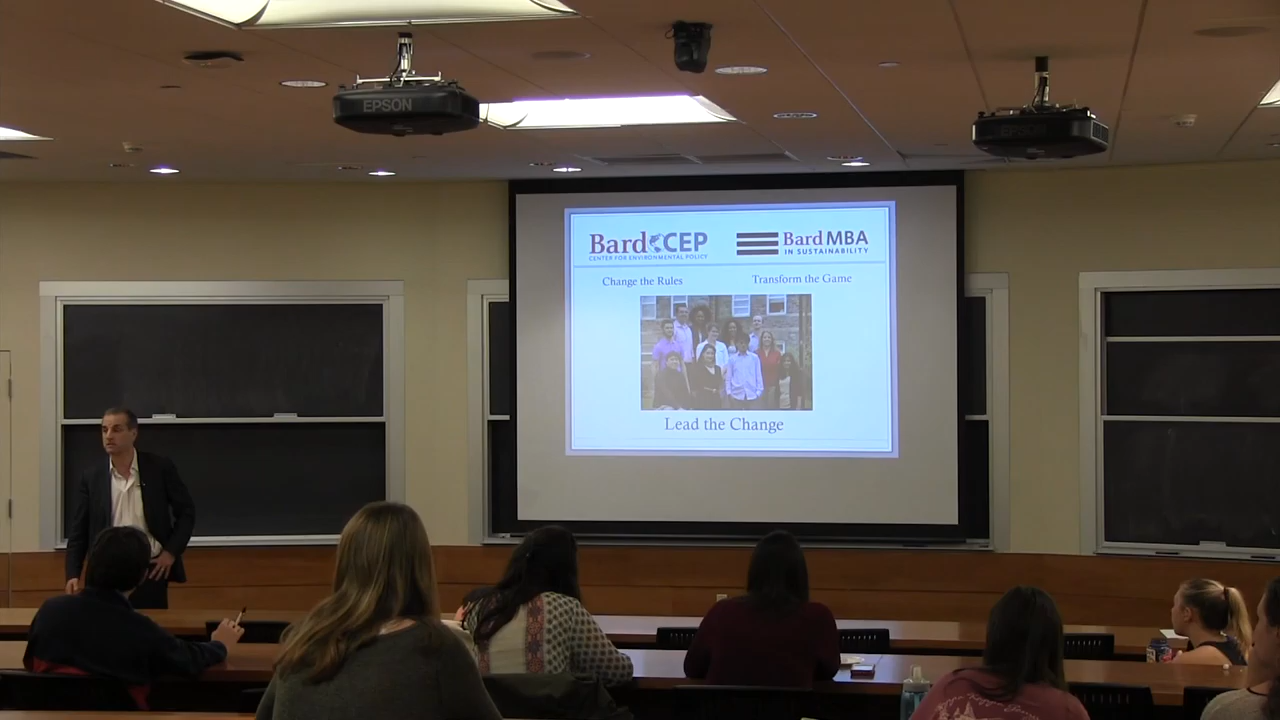 EPSON
EPSON
Bard CEP
CENTER FOR ENVIRONMENTAL POLICY
Bard MBA
IN SUSTAINABILITY
Change the Rules
Transform the Game
Lead the Change